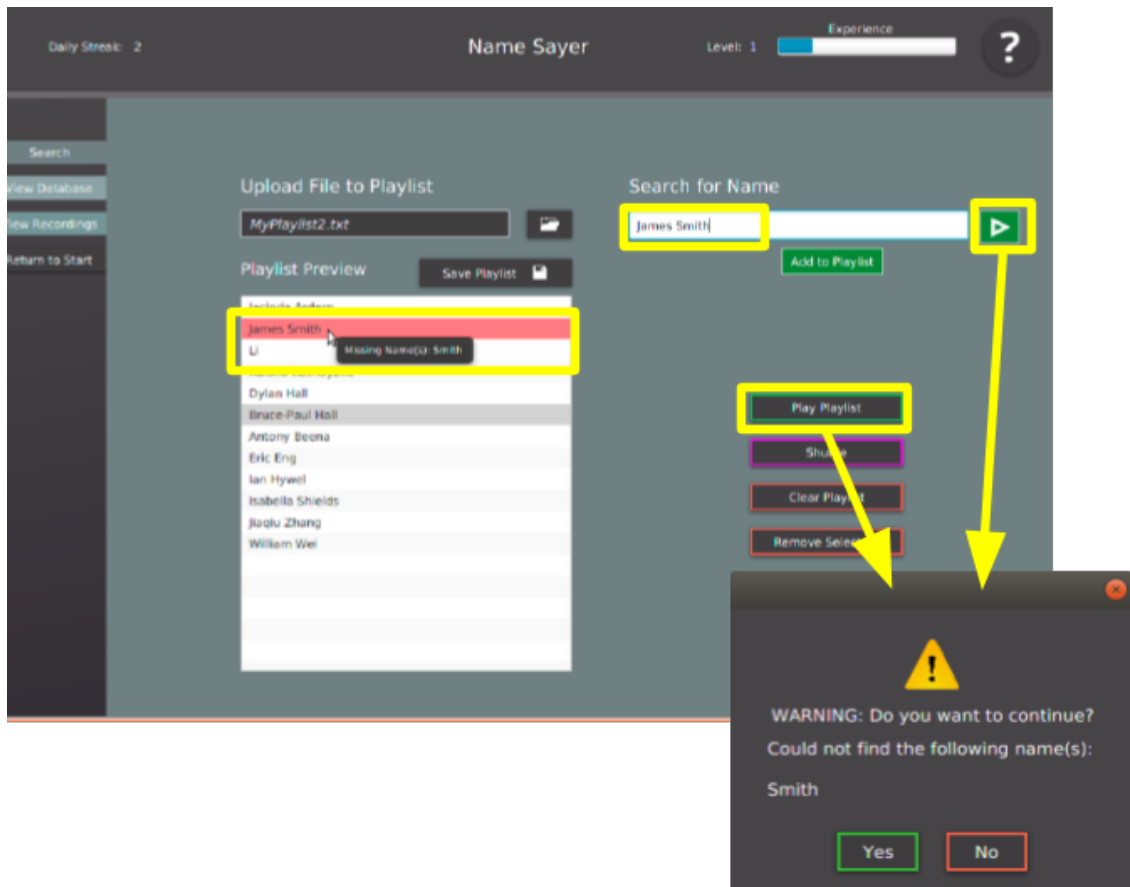 Daily Streak: 2
Name Sayer
Level: 1
Experience
?
Search
View Database
View Recordings
Return to Start
Upload File to Playlist
MyPlaylist2.txt
Playlist Preview
Save Playlist
Jacinda Ardern
James Smith
Missing Name(s): Smith
Li
Dylan Hall
Bruce-Paul Hall
Antony Beena
Eric Eng
Ian Hywel
Isabella Shields
Jiaqiu Zhang
William Wei
Search for Name
James Smith
Add to Playlist
Play Playlist
Shuffle
Clear Playlist
Remove
WARNING: Do you want to continue?
Could not find the following name(s):
Smith
Yes
No